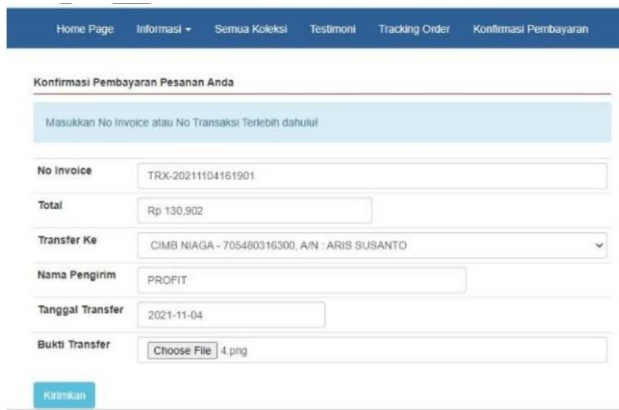 Home Page Informasi Semua Koleksi Testimoni Tracking Order Konfirmasi Pembayaran
Konfirmasi Pembayaran Pesanan Anda
Masukkan No Invoice atau No Transaksi Terlebih dahulu!
No Invoice TRX-20211104161901
Total Rp 130,902
Transfer Ke CIMB NIAGA - 705480316300, A/N : ARIS SUSANTO
Nama Pengirim PROFIT
Tanggal Transfer 2021-11-04
Bukti Transfer Choose File 4.png
Kirimkan